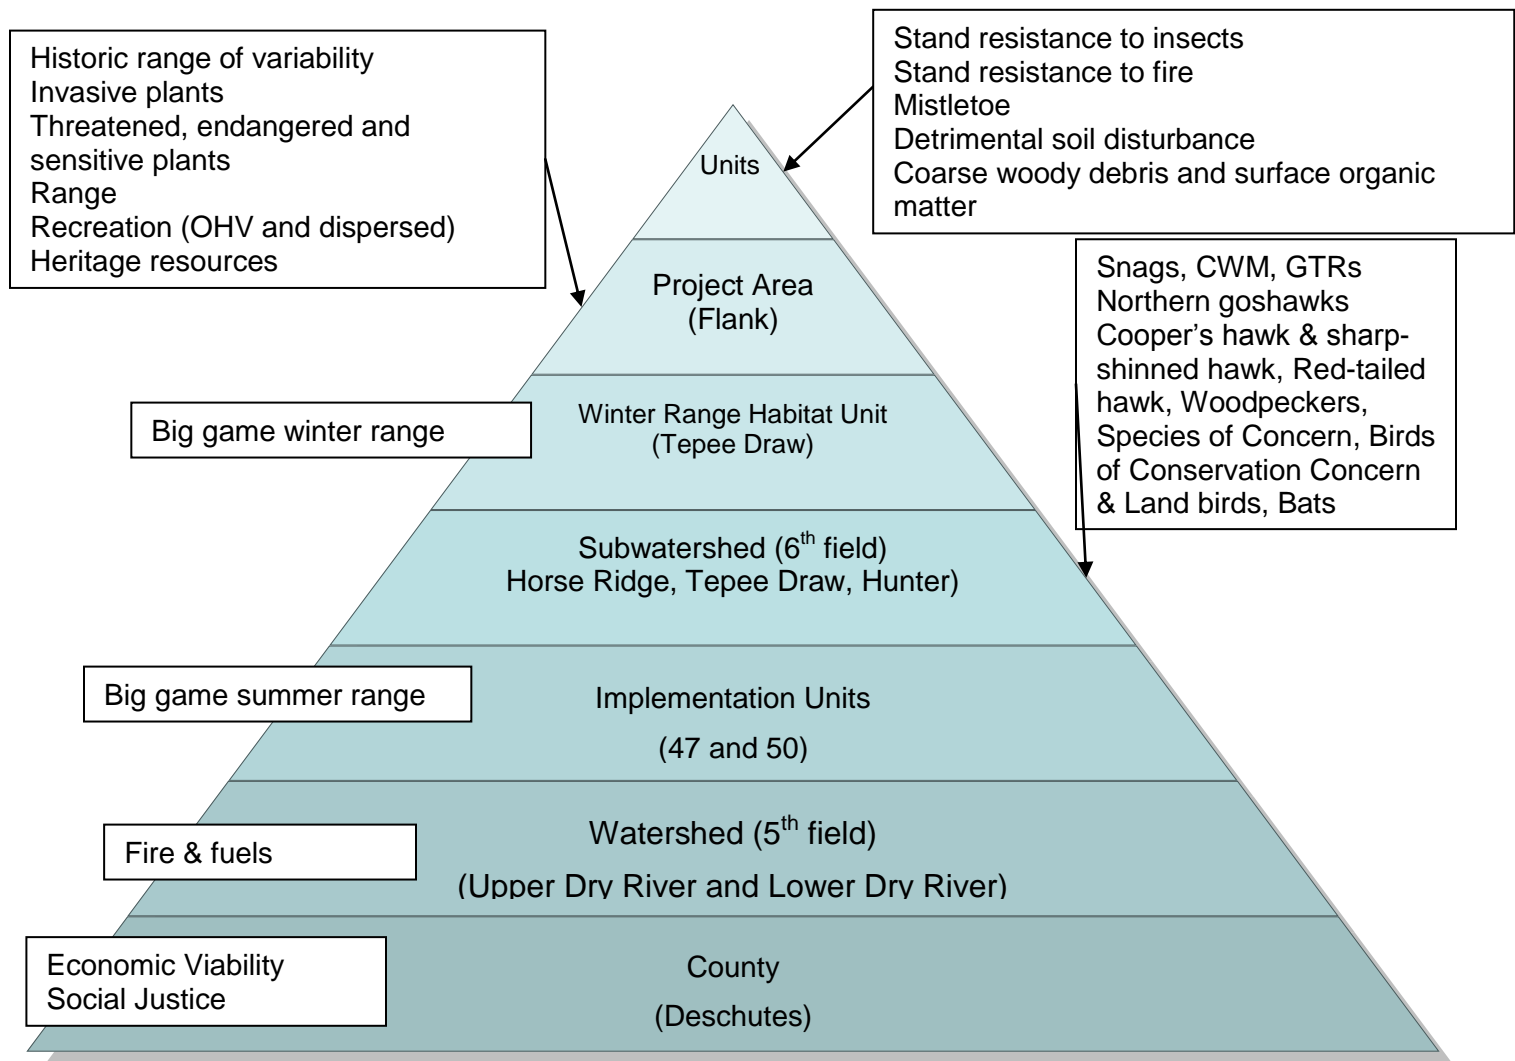 Historic range of variability
Invasive plants
Threatened, endangered and
sensitive plants
Range
Recreation (OHV and dispersed)
Heritage resources
Stand resistance to insects
Stand resistance to fire
Mistletoe
Detrimental soil disturbance
Coarse woody debris and surface organic
matter
Units
Project Area
(Flank)
Snags, CWM, GTRs
Northern goshawks
Cooper’s hawk & sharp-
shinned hawk, Red-tailed
hawk, Woodpeckers,
Species of Concern, Birds
of Conservation Concern
& Land birds, Bats
Big game winter range
Winter Range Habitat Unit
(Tepee Draw)
Subwatershed (6th field)
Horse Ridge, Tepee Draw, Hunter)
Big game summer range
Implementation Units
(47 and 50)
Fire & fuels
Watershed (5th field)
(Upper Dry River and Lower Dry River)
Economic Viability
Social Justice
County
(Deschutes)